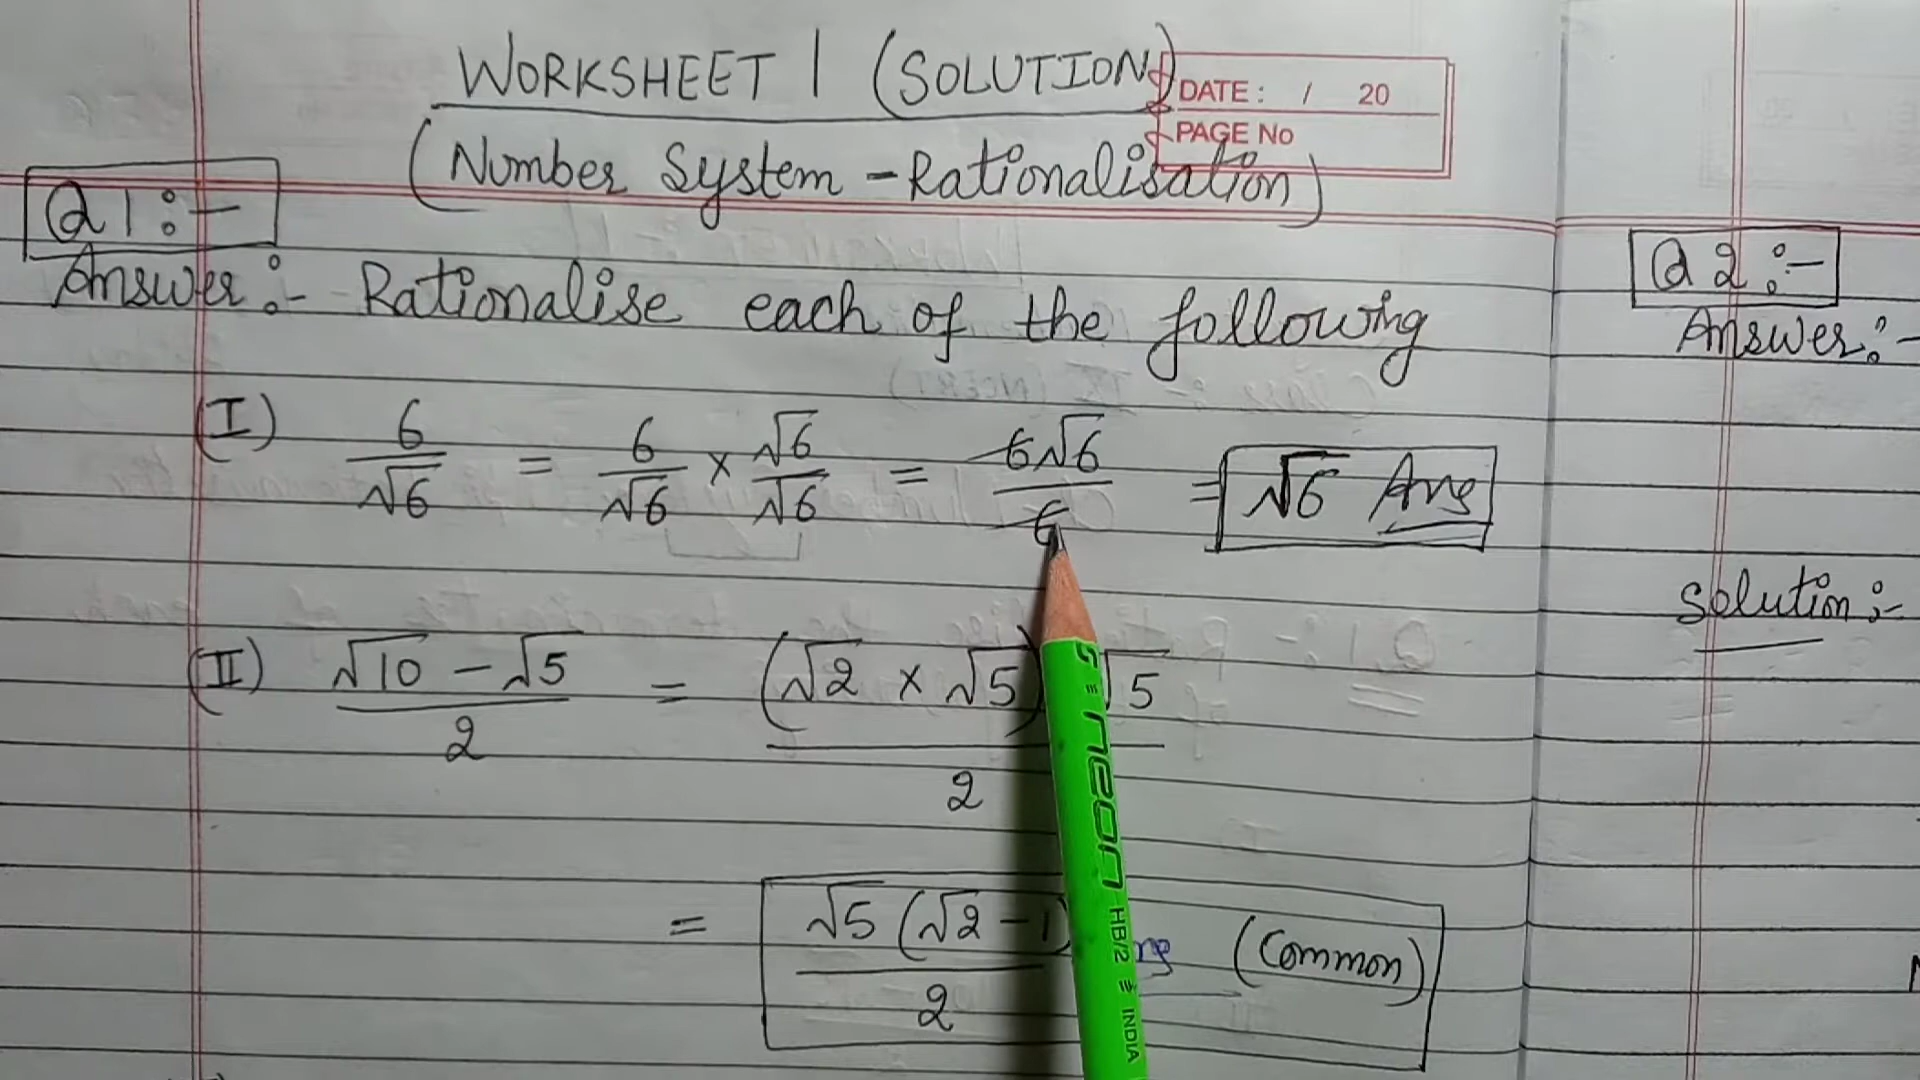 WORKSHEET 1 (SOLUTION)
DATE: / 20
PAGE No
(Number System - Rationalisation)
Q1:-
Answer:- Rationalise each of the following
(I) 6/√6 = 6/√6 × √6/√6 = 6√6/6 = √6 Ans
(II) (√10 - √5)/2 = ((√2 × √5) √5)/2
= √5(√2-1)/2 (Common)
Q2:-
Answer:-
Solution:-
neon HB/2 INDIA